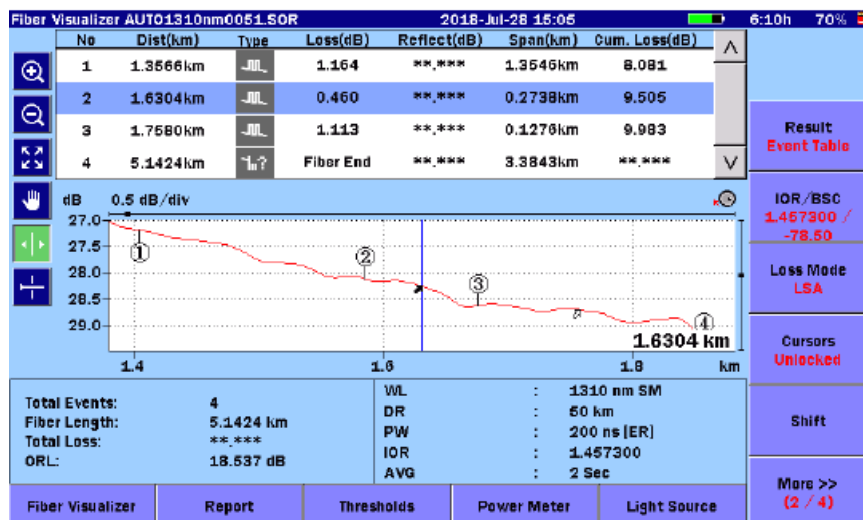 Fiber Visualizer AUTO1310nm0051.SOR 2018-Jul-28 15:05 6:10h 70%
No Dist(km) Type Loss(dB) Reflect(dB) Span(km) Cum. Loss(dB)
1 1.3566km 1.164 **.*** 1.3546km 8.081
2 1.6304km 0.460 **.*** 0.2738km 9.505
3 1.7580km 1.113 **.*** 0.1276km 9.983
4 5.1424km Fiber End **.*** 3.3843km **.***
Result
Event Table
IOR/BSC
1.457300 /
-78.50
Loss Mode
LSA
Cursors
Unlocked
Shift
More >>
(2 / 4)
dB 0.5 dB/div
27.0
27.5
28.0
28.5
29.0
1
2
3
4
1.6304 km
1.4 1.6 1.8 km
Total Events: 4
Fiber Length: 5.1424 km
Total Loss: **.***
ORL: 18.537 dB
WL : 1310 nm SM
DR : 50 km
PW : 200 ns [ER]
IOR : 1.457300
AVG : 2 Sec
Fiber Visualizer Report Thresholds Power Meter Light Source